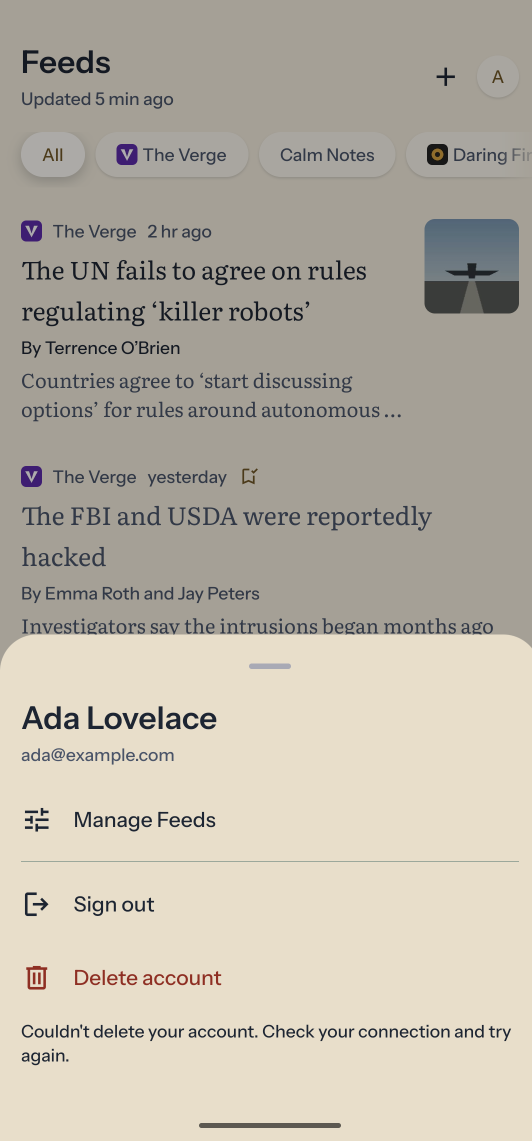 Feeds
Updated 5 min ago
A
All
The Verge
Calm Notes
Daring Fir
The Verge 2 hr ago
The UN fails to agree on rules
regulating ‘killer robots’
By Terrence O’Brien
Countries agree to ‘start discussing
options’ for rules around autonomous …
The Verge yesterday
The FBI and USDA were reportedly
hacked
By Emma Roth and Jay Peters
Investigators say the intrusions began months ago
Ada Lovelace
ada@example.com
Manage Feeds
Sign out
Delete account
Couldn't delete your account. Check your connection and try
again.